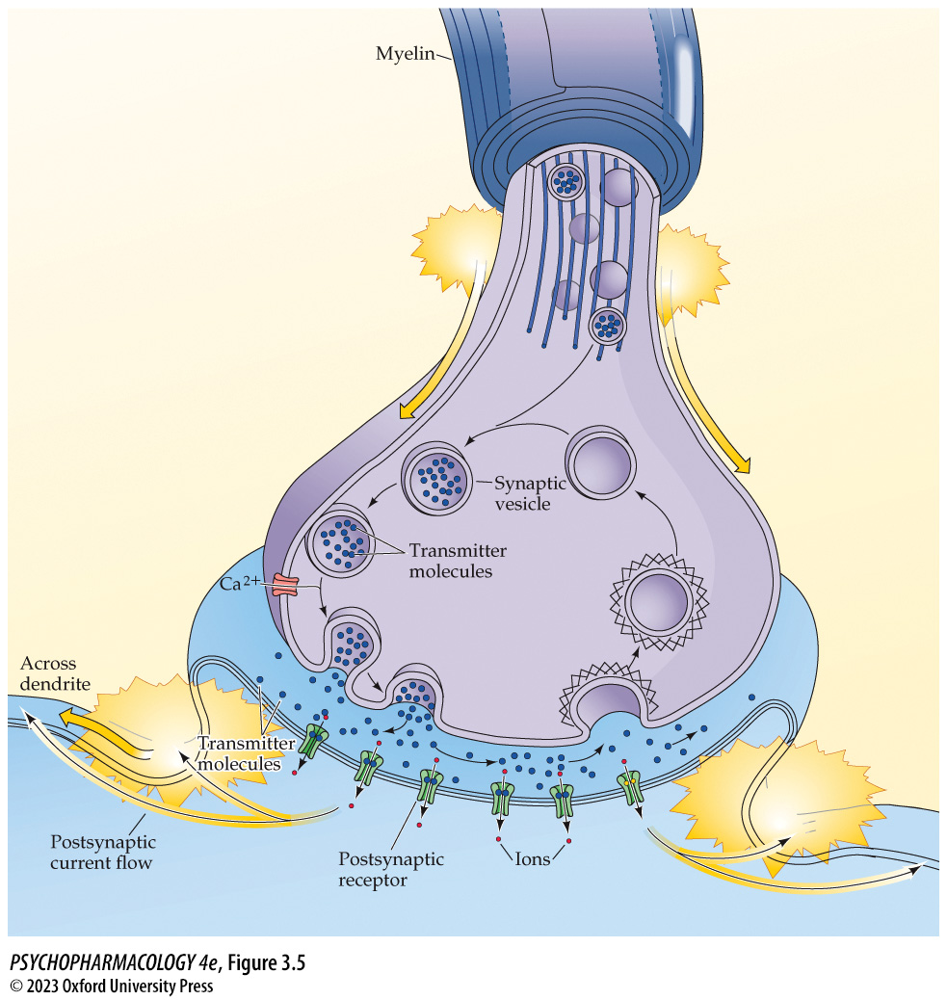 Myelin
Synaptic
vesicle
Transmitter
molecules
Ca2+
Across
dendrite
Transmitter
molecules
Postsynaptic
current flow
Postsynaptic
receptor
Ions
PSYCHOPHARMACOLOGY 4e, Figure 3.5
© 2023 Oxford University Press